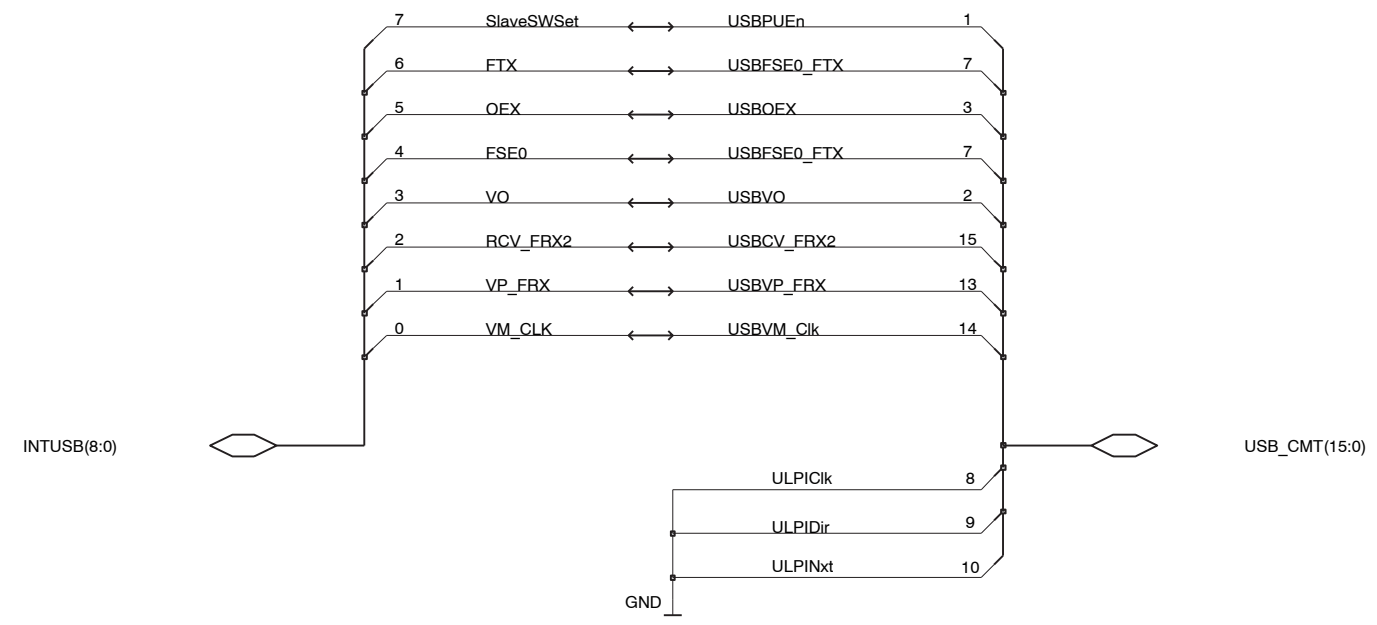 7 SlaveSWSet USBPUEn 1
6 FTX USBFSE0_FTX 7
5 OEX USBOEX 3
4 FSE0 USBFSE0_FTX 7
3 VO USBVO 2
2 RCV_FRX2 USBCV_FRX2 15
1 VP_FRX USBVP_FRX 13
0 VM_CLK USBVM_Clk 14
INTUSB(8:0) USB_CMT(15:0)
ULPIClk 8
ULPIDir 9
ULPINxt 10
GND